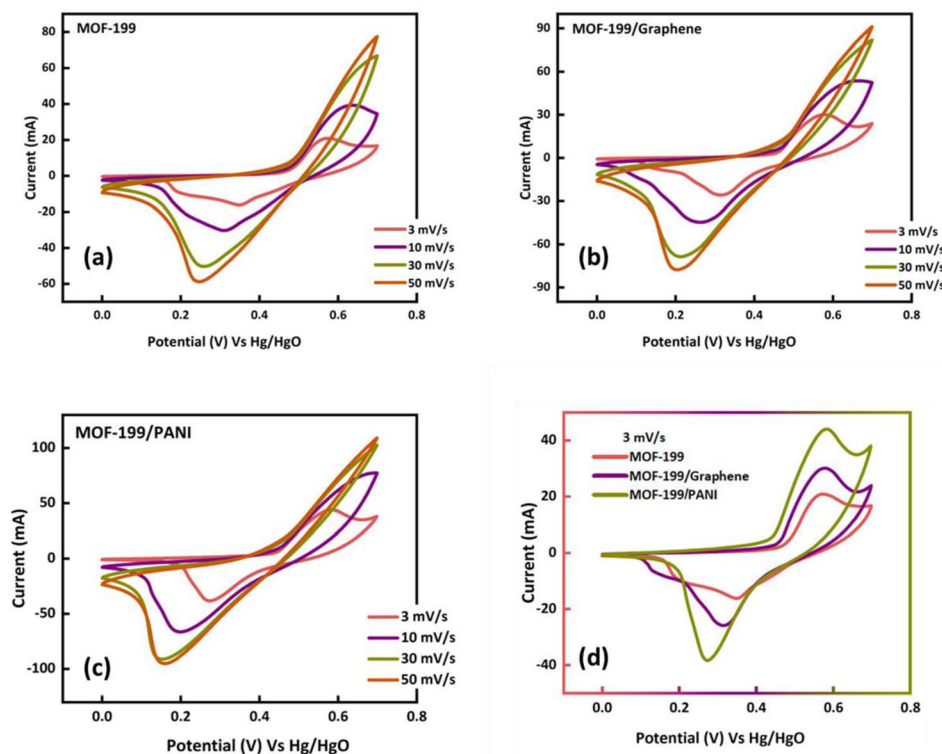 MOF-199
80
60
40
20
0
-20
-40
-60
Current (mA)
(a)
3 mV/s
10 mV/s
30 mV/s
50 mV/s
0.0 0.2 0.4 0.6 0.8
Potential (V) Vs Hg/HgO
MOF-199/Graphene
90
60
30
0
-30
-60
-90
Current (mA)
(b)
3 mV/s
10 mV/s
30 mV/s
50 mV/s
0.0 0.2 0.4 0.6 0.8
Potential (V) Vs Hg/HgO
MOF-199/PANI
100
50
0
-50
-100
Current (mA)
(c)
3 mV/s
10 mV/s
30 mV/s
50 mV/s
0.0 0.2 0.4 0.6 0.8
Potential (V) Vs Hg/HgO
3 mV/s
MOF-199
MOF-199/Graphene
MOF-199/PANI
40
20
0
-20
-40
Current (mA)
(d)
0.0 0.2 0.4 0.6 0.8
Potential (V) Vs Hg/HgO